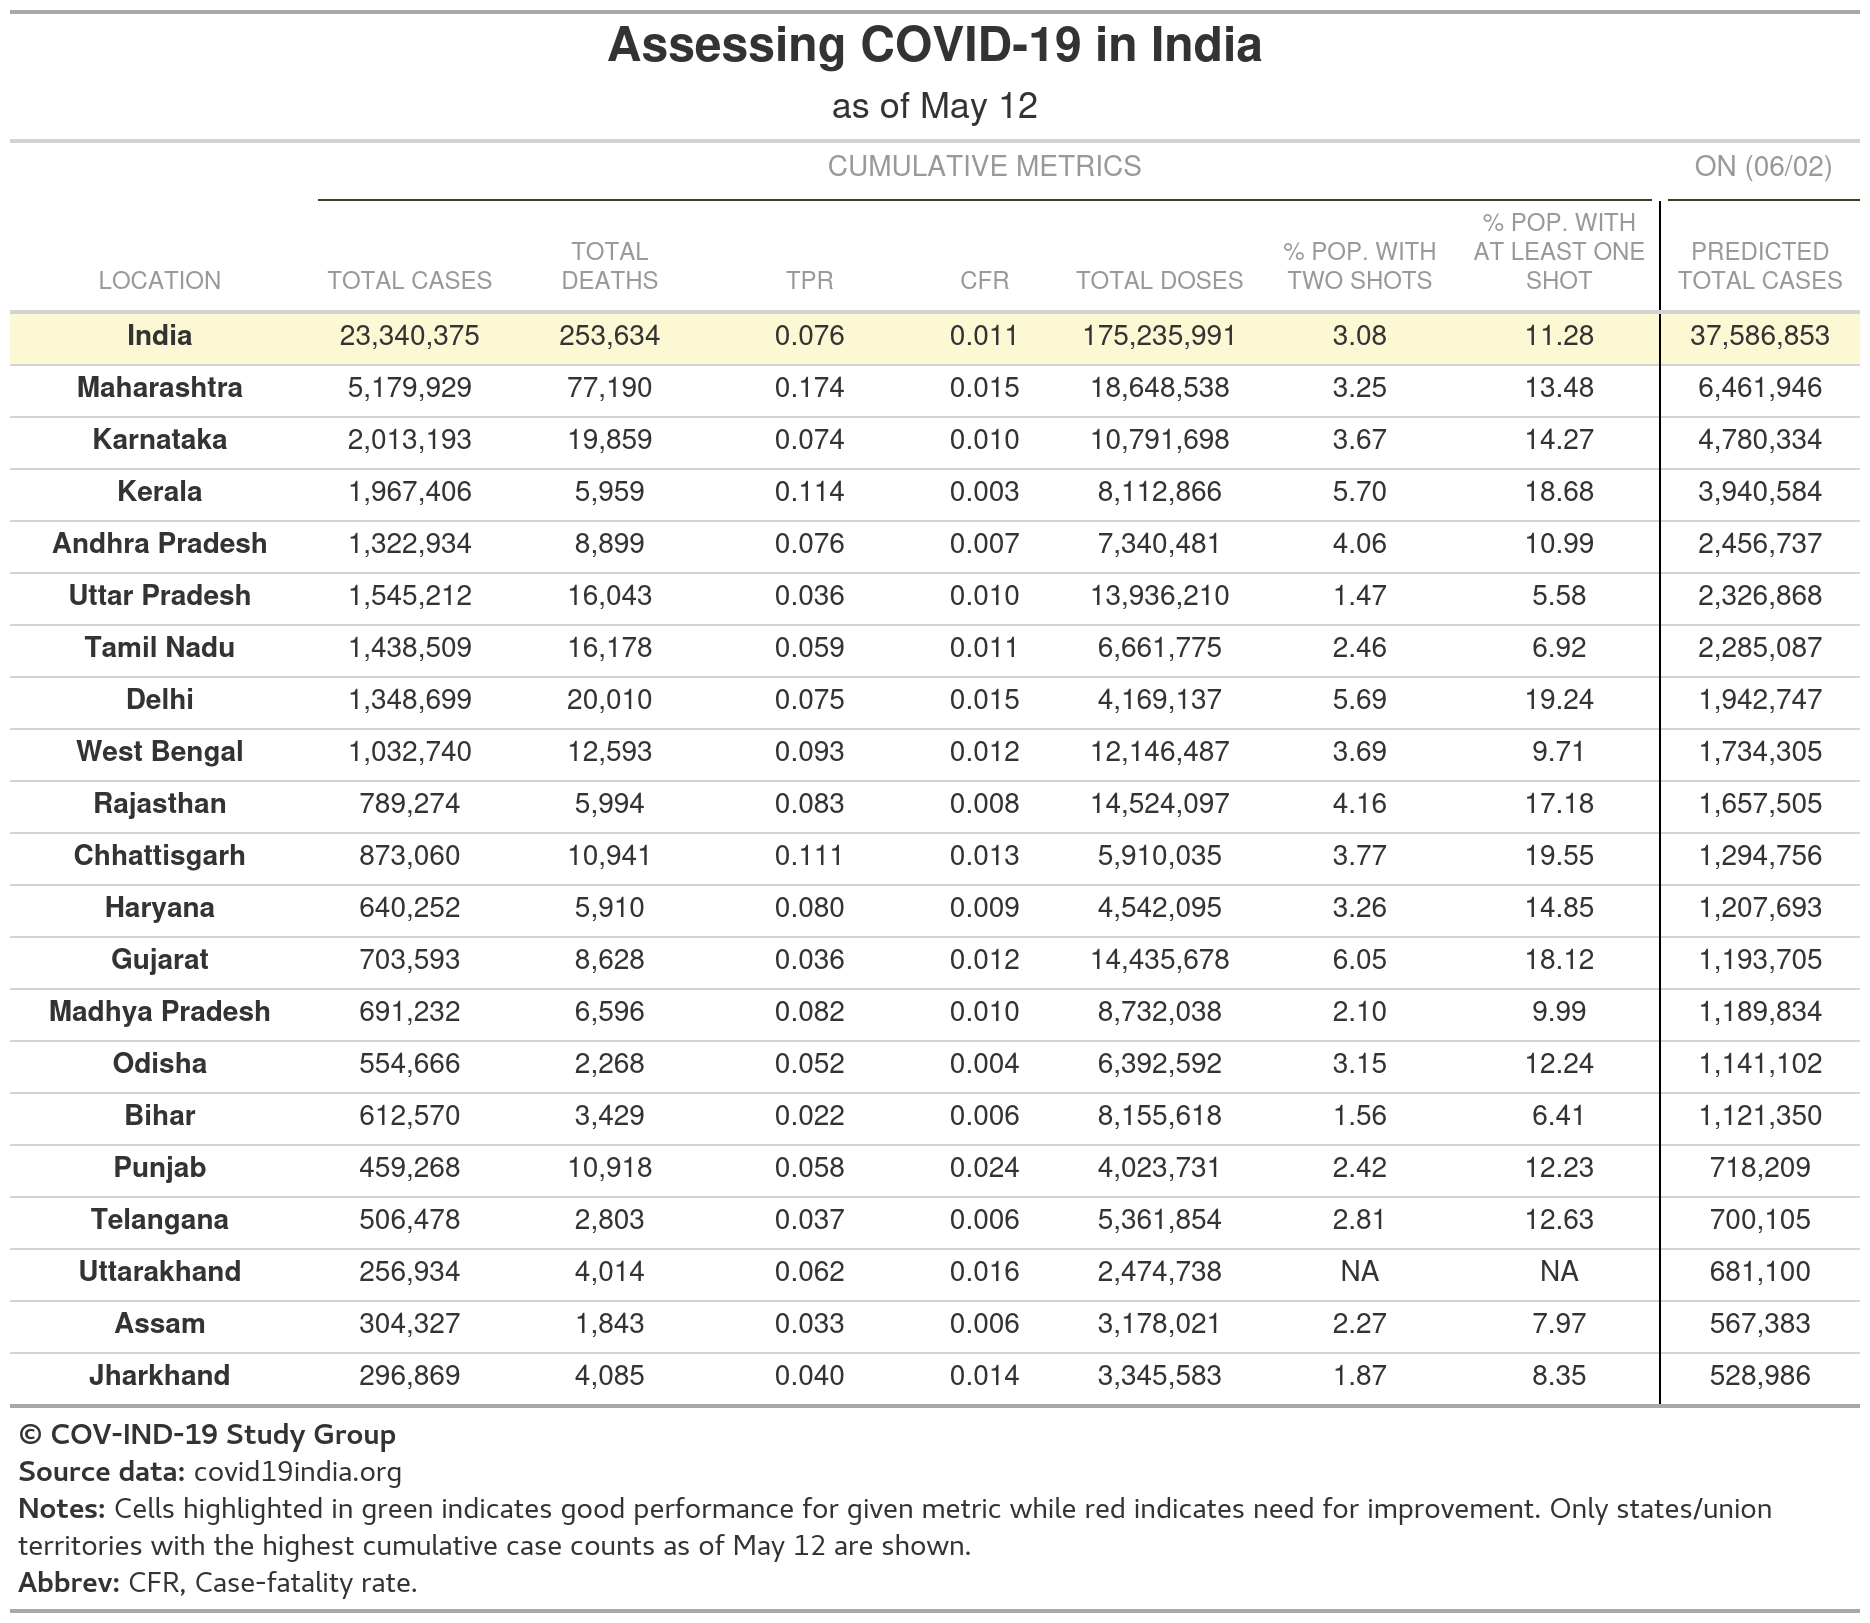 Assessing COVID-19 in India
as of May 12
CUMULATIVE METRICS ON (06/02)
LOCATION TOTAL CASES TOTAL DEATHS TPR CFR TOTAL DOSES % POP. WITH TWO SHOTS % POP. WITH AT LEAST ONE SHOT PREDICTED TOTAL CASES
India 23,340,375 253,634 0.076 0.011 175,235,991 3.08 11.28 37,586,853
Maharashtra 5,179,929 77,190 0.174 0.015 18,648,538 3.25 13.48 6,461,946
Karnataka 2,013,193 19,859 0.074 0.010 10,791,698 3.67 14.27 4,780,334
Kerala 1,967,406 5,959 0.114 0.003 8,112,866 5.70 18.68 3,940,584
Andhra Pradesh 1,322,934 8,899 0.076 0.007 7,340,481 4.06 10.99 2,456,737
Uttar Pradesh 1,545,212 16,043 0.036 0.010 13,936,210 1.47 5.58 2,326,868
Tamil Nadu 1,438,509 16,178 0.059 0.011 6,661,775 2.46 6.92 2,285,087
Delhi 1,348,699 20,010 0.075 0.015 4,169,137 5.69 19.24 1,942,747
West Bengal 1,032,740 12,593 0.093 0.012 12,146,487 3.69 9.71 1,734,305
Rajasthan 789,274 5,994 0.083 0.008 14,524,097 4.16 17.18 1,657,505
Chhattisgarh 873,060 10,941 0.111 0.013 5,910,035 3.77 19.55 1,294,756
Haryana 640,252 5,910 0.080 0.009 4,542,095 3.26 14.85 1,207,693
Gujarat 703,593 8,628 0.036 0.012 14,435,678 6.05 18.12 1,193,705
Madhya Pradesh 691,232 6,596 0.082 0.010 8,732,038 2.10 9.99 1,189,834
Odisha 554,666 2,268 0.052 0.004 6,392,592 3.15 12.24 1,141,102
Bihar 612,570 3,429 0.022 0.006 8,155,618 1.56 6.41 1,121,350
Punjab 459,268 10,918 0.058 0.024 4,023,731 2.42 12.23 718,209
Telangana 506,478 2,803 0.037 0.006 5,361,854 2.81 12.63 700,105
Uttarakhand 256,934 4,014 0.062 0.016 2,474,738 NA NA 681,100
Assam 304,327 1,843 0.033 0.006 3,178,021 2.27 7.97 567,383
Jharkhand 296,869 4,085 0.040 0.014 3,345,583 1.87 8.35 528,986
© COV-IND-19 Study Group
Source data: covid19india.org
Notes: Cells highlighted in green indicates good performance for given metric while red indicates need for improvement. Only states/union
territories with the highest cumulative case counts as of May 12 are shown.
Abbrev: CFR, Case-fatality rate.